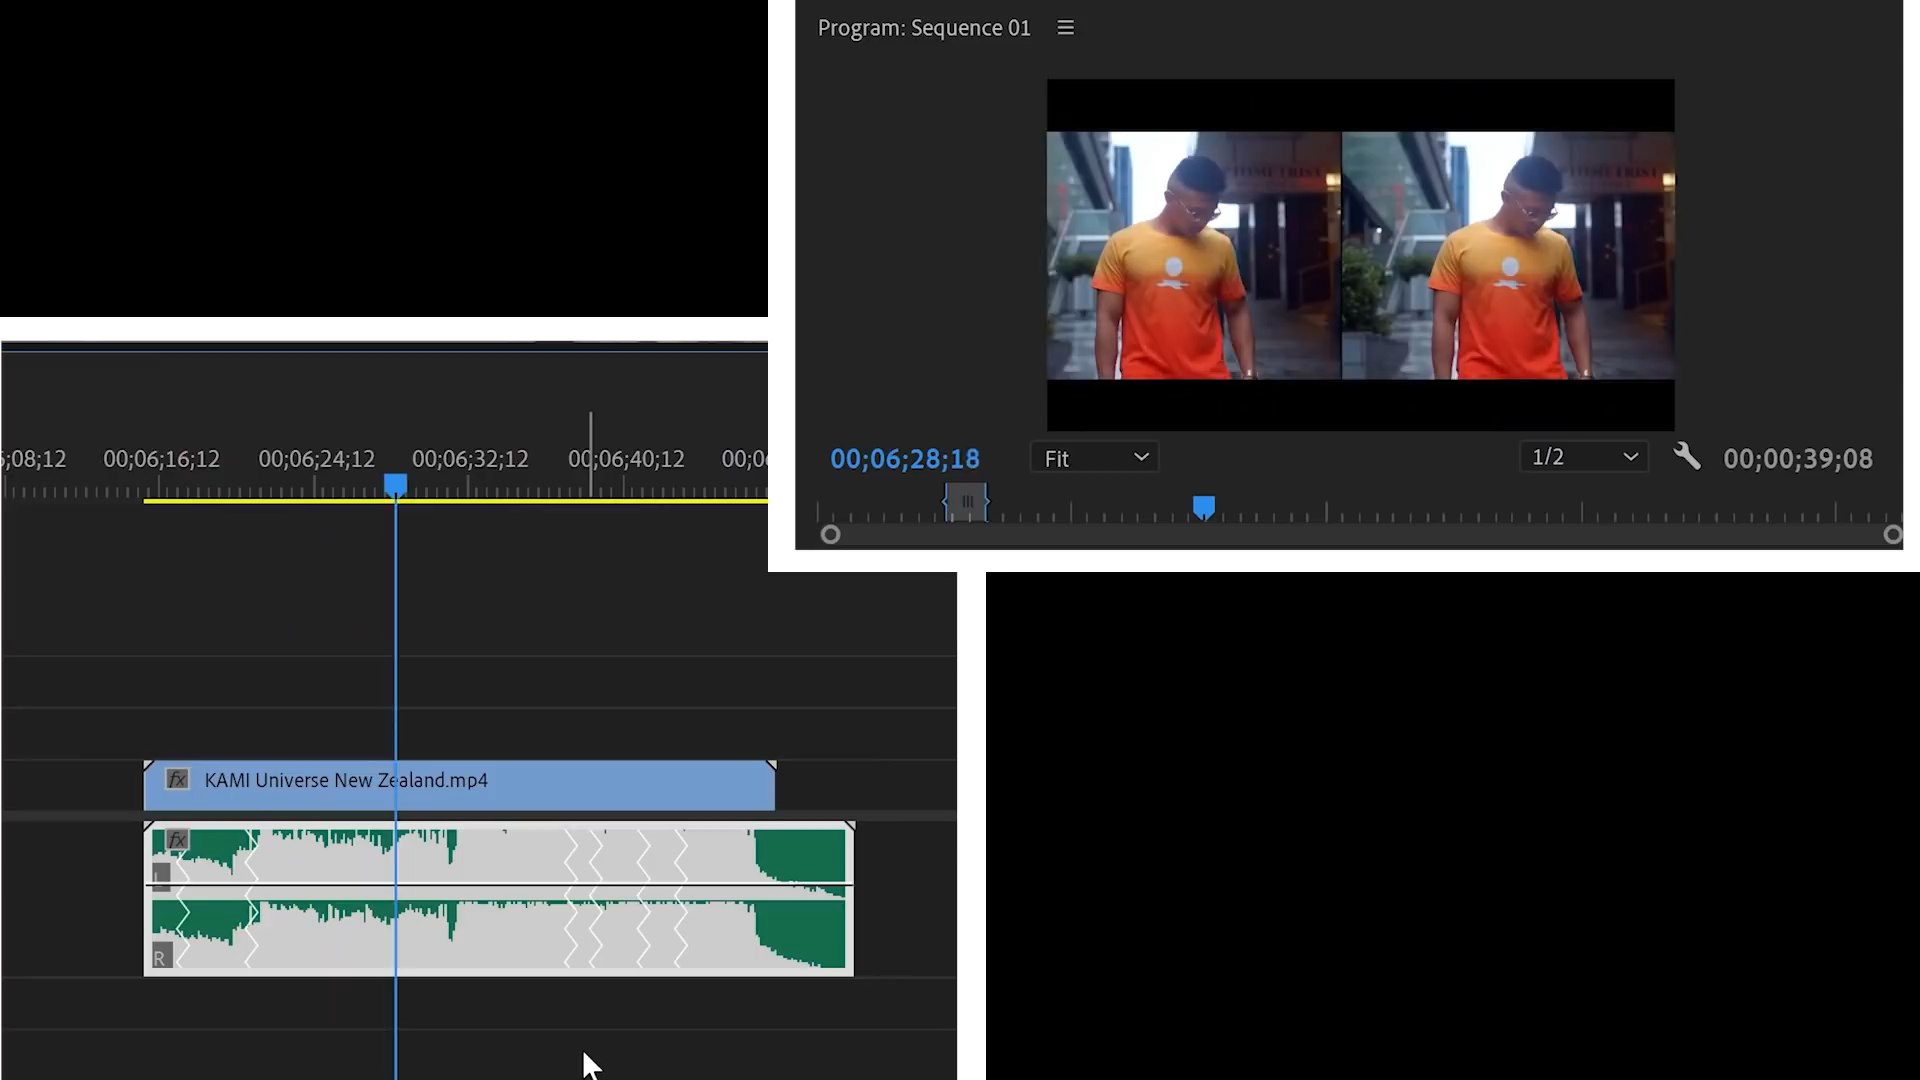 Program: Sequence 01
00;06;28;18
Fit
1/2
00;00;39;08
;08;12
00;06;16;12
00;06;24;12
00;06;32;12
00;06;40;12
00;0
fx
KAMI Universe New Zealand.mp4
fx
L
R